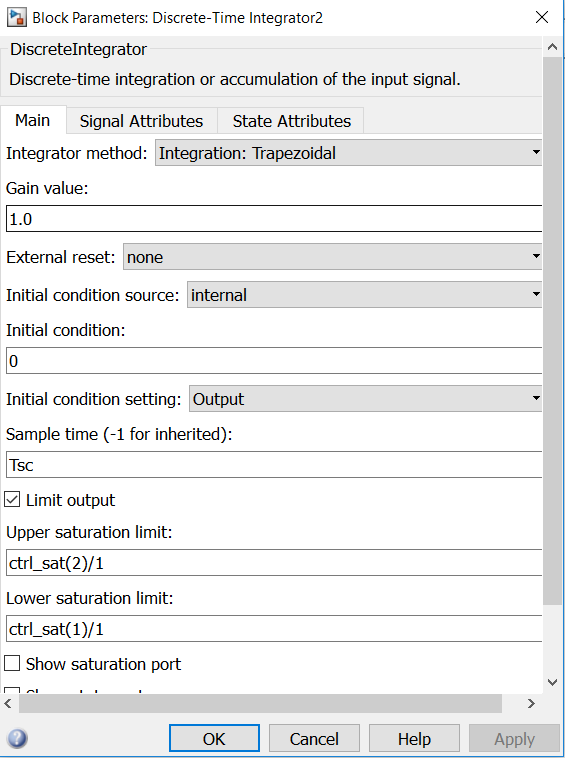 Block Parameters: Discrete-Time Integrator2
DiscreteIntegrator
Discrete-time integration or accumulation of the input signal.
Main Signal Attributes State Attributes
Integrator method: Integration: Trapezoidal
Gain value:
1.0
External reset: none
Initial condition source: internal
Initial condition:
0
Initial condition setting: Output
Sample time (-1 for inherited):
Tsc
Limit output
Upper saturation limit:
ctrl_sat(2)/1
Lower saturation limit:
ctrl_sat(1)/1
Show saturation port
OK Cancel Help Apply